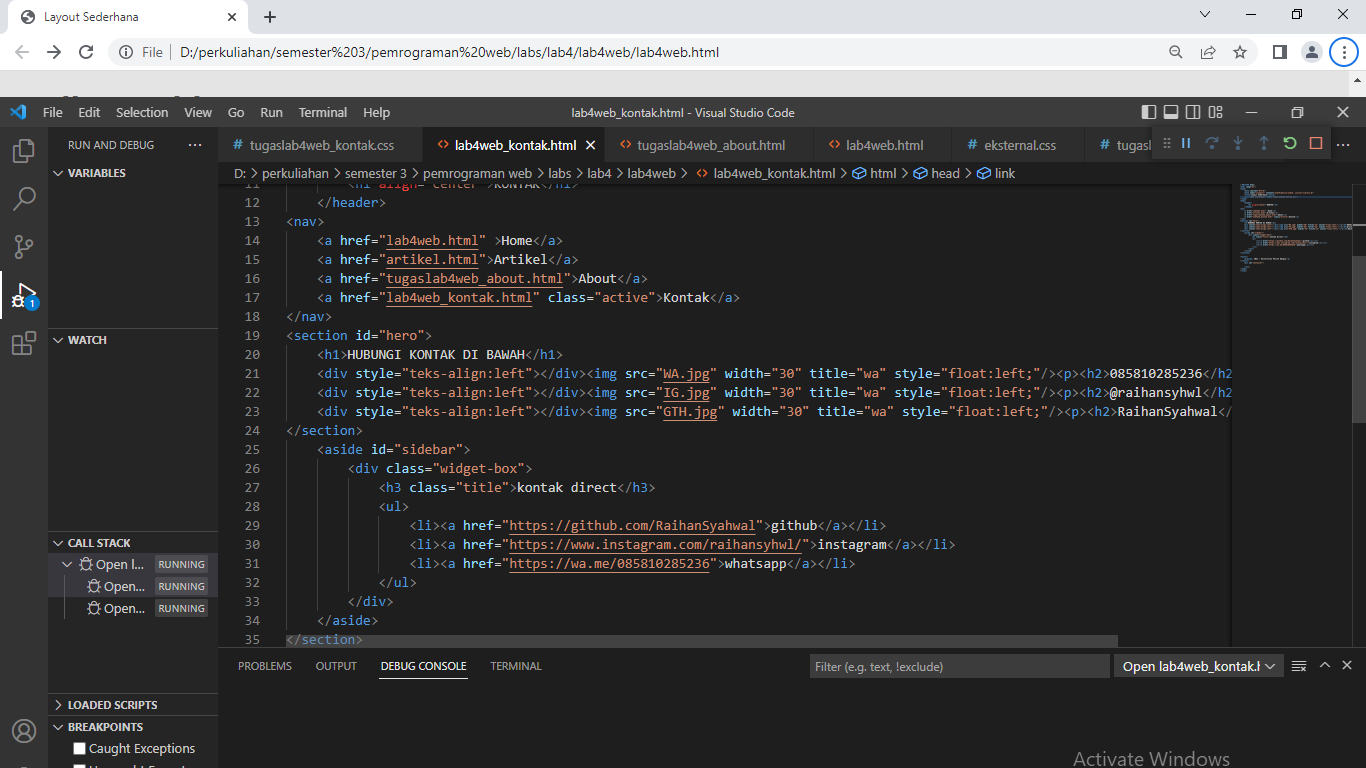 Layout Sederhana
File D:/perkuliahan/semester%203/pemrograman%20web/labs/lab4/lab4web/lab4web.html
File Edit Selection View Go Run Terminal Help
lab4web_kontak.html - Visual Studio Code
RUN AND DEBUG
# tugaslab4web_kontak.css
<> lab4web_kontak.html
<> tugaslab4web_about.html
<> lab4web.html
# eksternal.css
# tugasl
D: > perkuliahan > semester 3 > pemrograman web > labs > lab4 > lab4web > <> lab4web_kontak.html > html > head > link
VARIABLES
WATCH
CALL STACK
Open l... RUNNING
Open... RUNNING
Open... RUNNING
LOADED SCRIPTS
BREAKPOINTS
Caught Exceptions
1
11 <h1 align="center">KONTAK</h1>
12 </header>
13 <nav>
14 <a href="lab4web.html" >Home</a>
15 <a href="artikel.html">Artikel</a>
16 <a href="tugaslab4web_about.html">About</a>
17 <a href="lab4web_kontak.html" class="active">Kontak</a>
18 </nav>
19 <section id="hero">
20 <h1>HUBUNGI KONTAK DI BAWAH</h1>
21 <div style="teks-align:left"></div><img src="WA.jpg" width="30" title="wa" style="float:left;"/><p><h2>085810285236</h2
22 <div style="teks-align:left"></div><img src="IG.jpg" width="30" title="wa" style="float:left;"/><p><h2>@raihansyhwl</h2
23 <div style="teks-align:left"></div><img src="GTH.jpg" width="30" title="wa" style="float:left;"/><p><h2>RaihanSyahwal</
24 </section>
25 <aside id="sidebar">
26 <div class="widget-box">
27 <h3 class="title">kontak direct</h3>
28 <ul>
29 <li><a href="https://github.com/RaihanSyahwal">github</a></li>
30 <li><a href="https://www.instagram.com/raihansyhwl/">instagram</a></li>
31 <li><a href="https://wa.me/085810285236">whatsapp</a></li>
32 </ul>
33 </div>
34 </aside>
35 </section>
PROBLEMS OUTPUT DEBUG CONSOLE TERMINAL
Filter (e.g. text, !exclude)
Open lab4web_kontak.h
Activate Windows